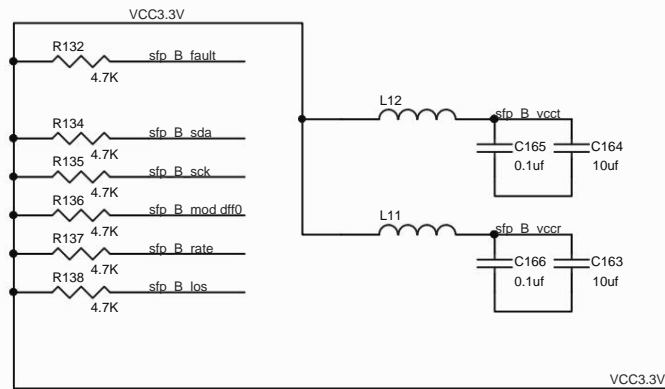 VCC3.3V
R132
sfp_B_fault
4.7K
R134
sfp_B_sda
4.7K
R135
sfp_B_sck
4.7K
R136
sfp_B_mod dff0
4.7K
R137
sfp_B_rate
4.7K
R138
sfp_B_los
4.7K
L12
sfp_B_vcct
C165
C164
0.1uf
10uf
L11
sfp_B_vccr
C166
C163
0.1uf
10uf
VCC3.3V